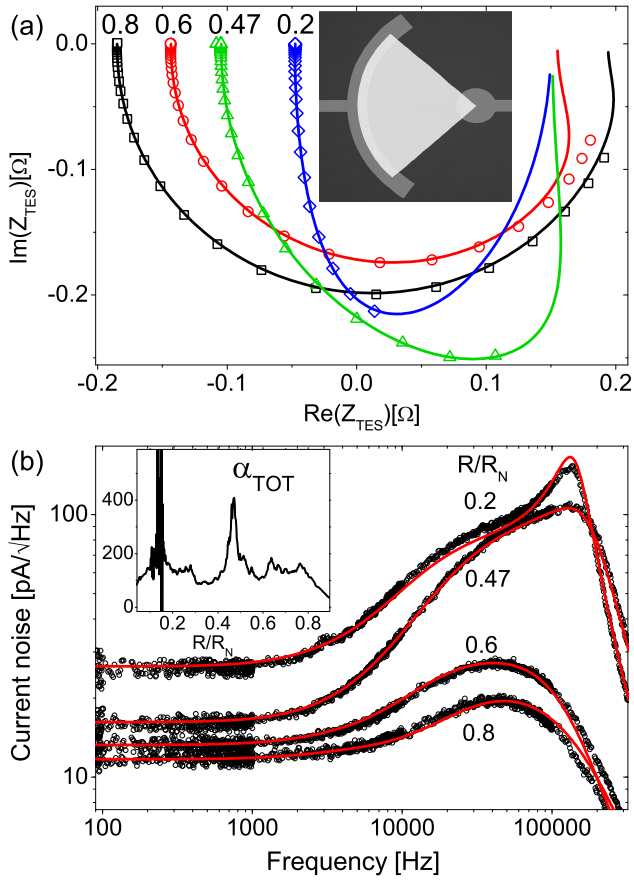 (a)
0.8 0.6 0.47 0.2
0.0
-0.1
-0.2
Im(Z_TES)[Ω]
-0.2 -0.1 0.0 0.1 0.2
Re(Z_TES)[Ω]
(b)
α_TOT
400
200
0
0.2 0.4 0.6 0.8
R/R_N
R/R_N
0.2
0.47
0.6
0.8
100
10
Current noise [pA/√Hz]
100 1000 10000 100000
Frequency [Hz]